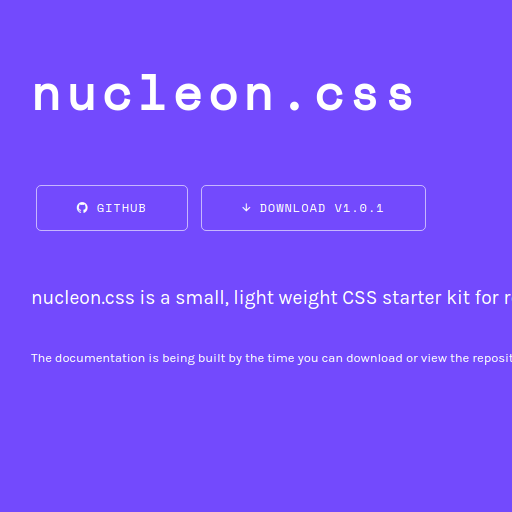 nucleon.css
GITHUB
DOWNLOAD V1.0.1
nucleon.css is a small, light weight CSS starter kit for
The documentation is being built by the time you can download or view the